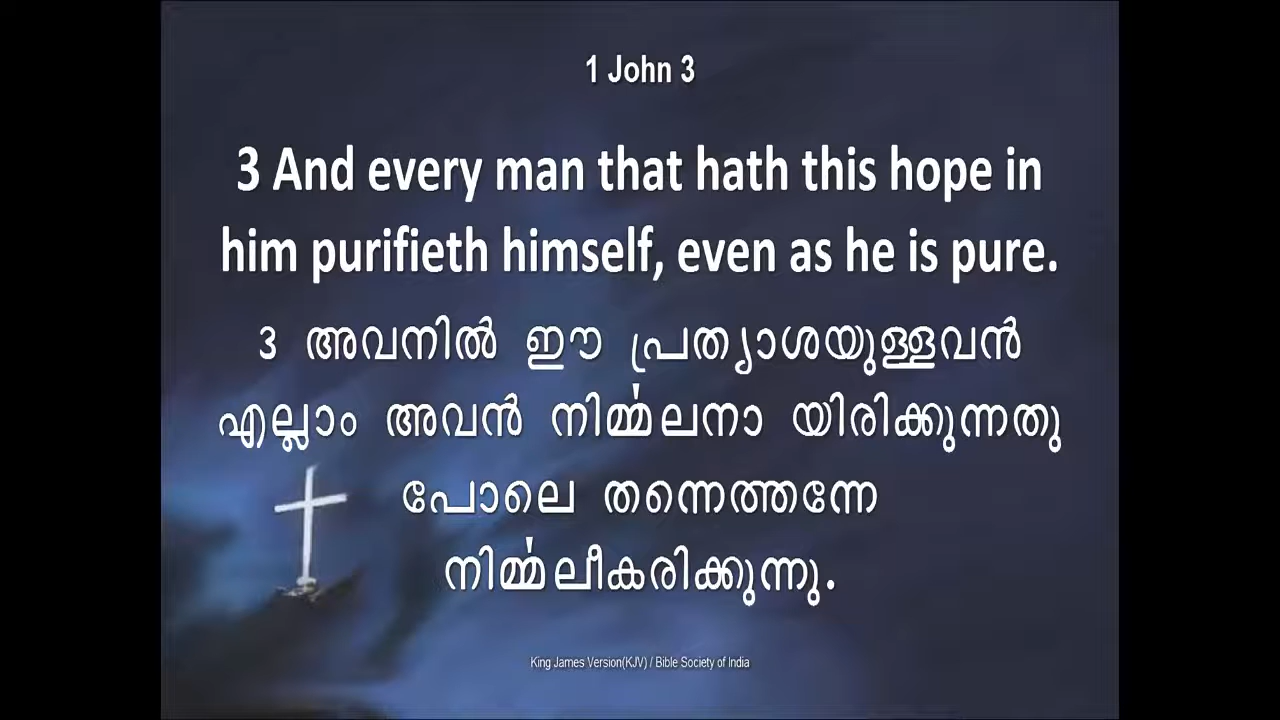 1 John 3
3 And every man that hath this hope in
him purifieth himself, even as he is pure.
3 അവനിൽ ഈ പ്രത്യാശയുള്ളവൻ
എല്ലാം അവൻ നിൎമ്മലനാ യിരിക്കുന്നതു
പോലെ തന്നെത്തന്നേ
നിൎമ്മലീകരിക്കുന്നു.
King James Version(KJV) / Bible Society of India